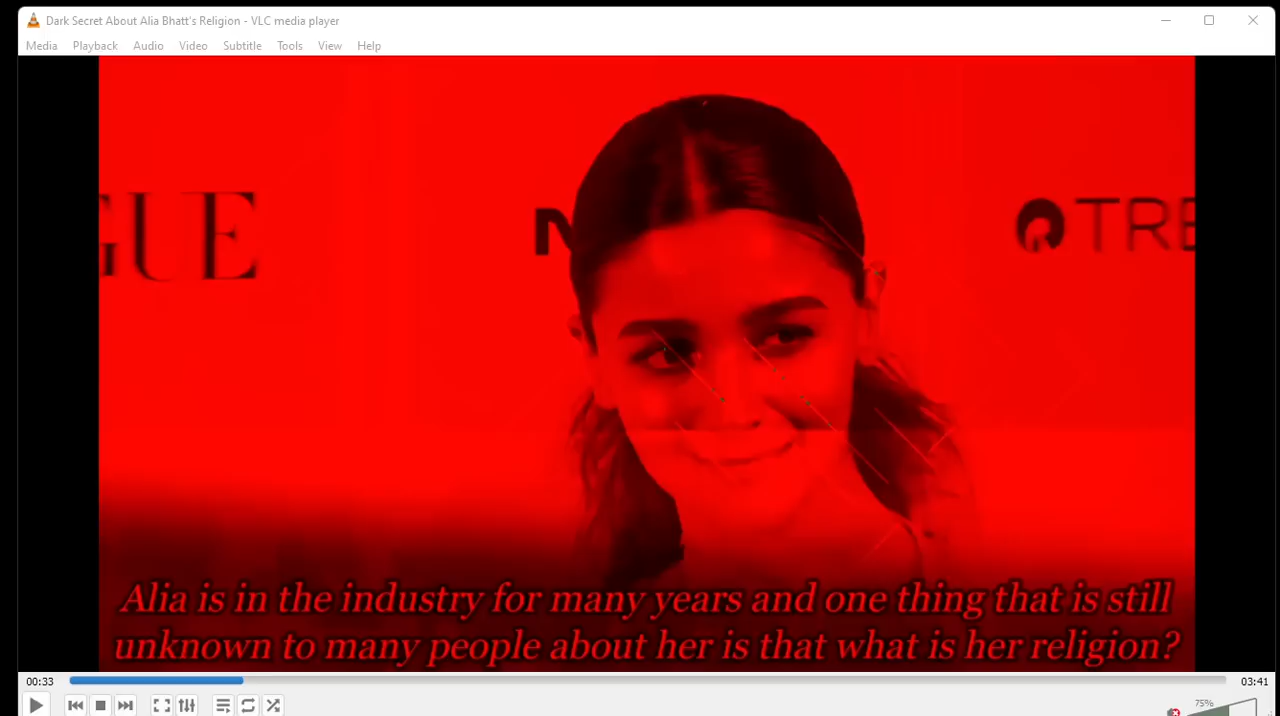 Dark Secret About Alia Bhatt's Religion - VLC media player
Media Playback Audio Video Subtitle Tools View Help
GUE
N
TRE
Alia is in the industry for many years and one thing that is still
unknown to many people about her is that what is her religion?
00:33
03:41
75%